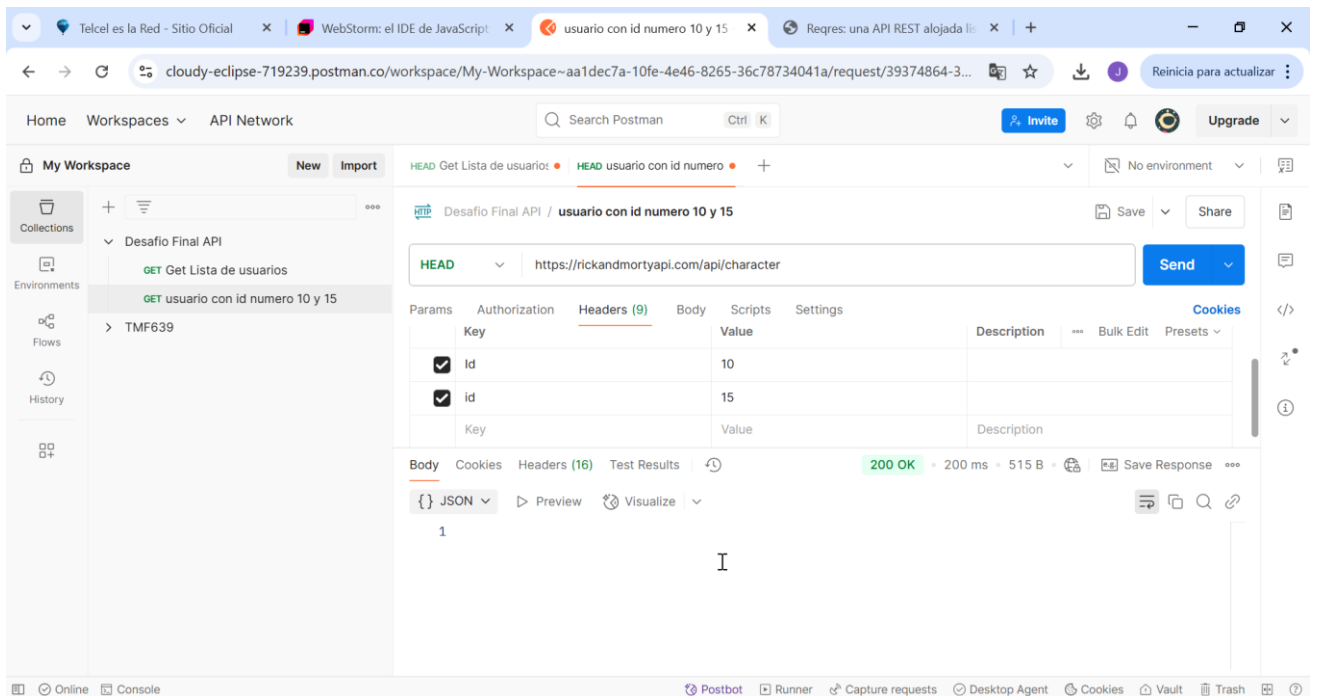 Telcel es la Red - Sitio Oficial
WebStorm: el IDE de JavaScript
usuario con id numero 10 y 15
Reqres: una API REST alojada lis
cloudy-eclipse-719239.postman.co/workspace/My-Workspace~aa1dec7a-10fe-4e46-8265-36c78734041a/request/39374864-3...
J
Reinicia para actualizar
Home Workspaces API Network
Search Postman Ctrl K
Invite
Upgrade
My Workspace New Import
HEAD Get Lista de usuarios
HEAD usuario con id numero
No environment
Collections
Environments
Flows
History
Desafio Final API
GET Get Lista de usuarios
GET usuario con id numero 10 y 15
TMF639
HTTP Desafio Final API / usuario con id numero 10 y 15
Save Share
HEAD https://rickandmortyapi.com/api/character Send
Params Authorization Headers (9) Body Scripts Settings Cookies
Key Value Description Bulk Edit Presets
Id 10
id 15
Key Value Description
Body Cookies Headers (16) Test Results 200 OK 200 ms 515 B e.g. Save Response
{} JSON Preview Visualize
1
Online Console Postbot Runner Capture requests Desktop Agent Cookies Vault Trash